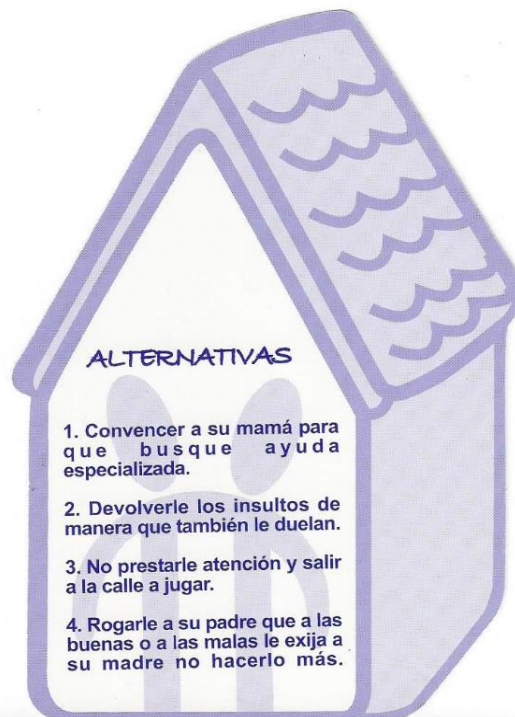 ALTERNATIVAS
1. Convencer a su mamá para
que busque ayuda
especializada.
2. Devolverle los insultos de
manera que también le duelan.
3. No prestarle atención y salir
a la calle a jugar.
4. Rogarle a su padre que a las
buenas o a las malas le exija a
su madre no hacerlo más.